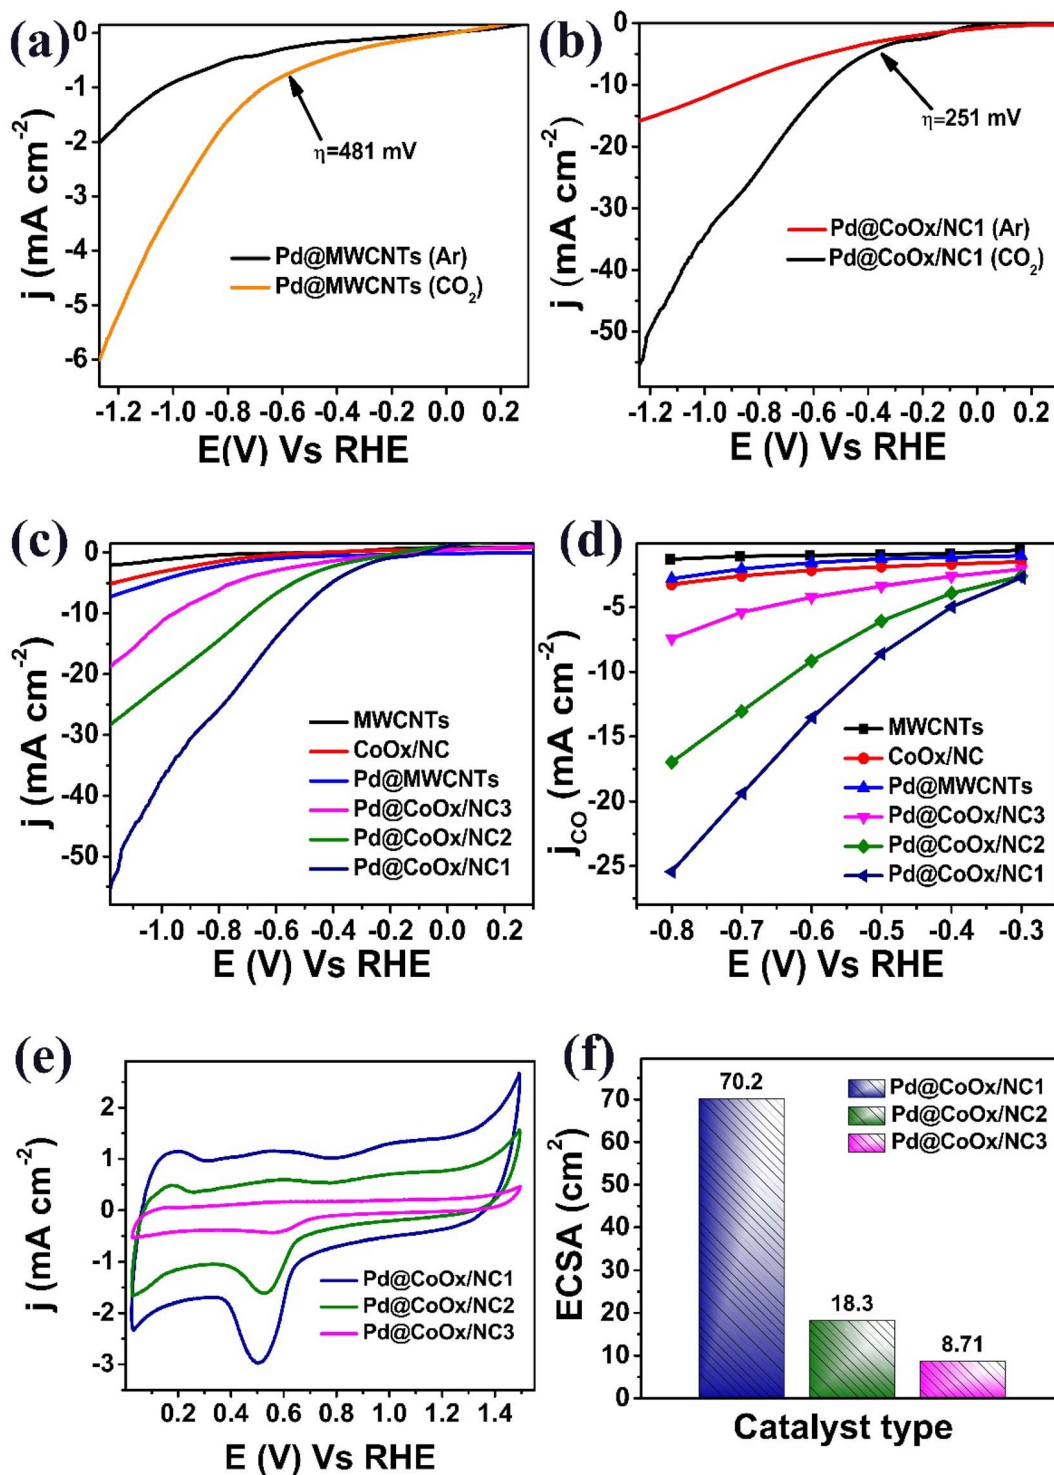 (a)
0
-1
-2
-3
-4
-5
-6
j (mA cm⁻²)
η=481 mV
Pd@MWCNTs (Ar)
Pd@MWCNTs (CO₂)
-1.2 -1.0 -0.8 -0.6 -0.4 -0.2 0.0 0.2
E(V) Vs RHE
(b)
0
-10
-20
-30
-40
-50
j (mA cm⁻²)
η=251 mV
Pd@CoOx/NC1 (Ar)
Pd@CoOx/NC1 (CO₂)
-1.2 -1.0 -0.8 -0.6 -0.4 -0.2 0.0 0.2
E (V) Vs RHE
(c)
0
-10
-20
-30
-40
-50
j (mA cm⁻²)
MWCNTs
CoOx/NC
Pd@MWCNTs
Pd@CoOx/NC3
Pd@CoOx/NC2
Pd@CoOx/NC1
-1.0 -0.8 -0.6 -0.4 -0.2 0.0 0.2
E (V) Vs RHE
(d)
-5
-10
-15
-20
-25
j_CO (mA cm⁻²)
MWCNTs
CoOx/NC
Pd@MWCNTs
Pd@CoOx/NC3
Pd@CoOx/NC2
Pd@CoOx/NC1
-0.8 -0.7 -0.6 -0.5 -0.4 -0.3
E (V) Vs RHE
(e)
2
1
0
-1
-2
-3
j (mA cm⁻²)
Pd@CoOx/NC1
Pd@CoOx/NC2
Pd@CoOx/NC3
0.2 0.4 0.6 0.8 1.0 1.2 1.4
E (V) Vs RHE
(f)
70
60
50
40
30
20
10
0
ECSA (cm²)
70.2
18.3
8.71
Pd@CoOx/NC1
Pd@CoOx/NC2
Pd@CoOx/NC3
Catalyst type